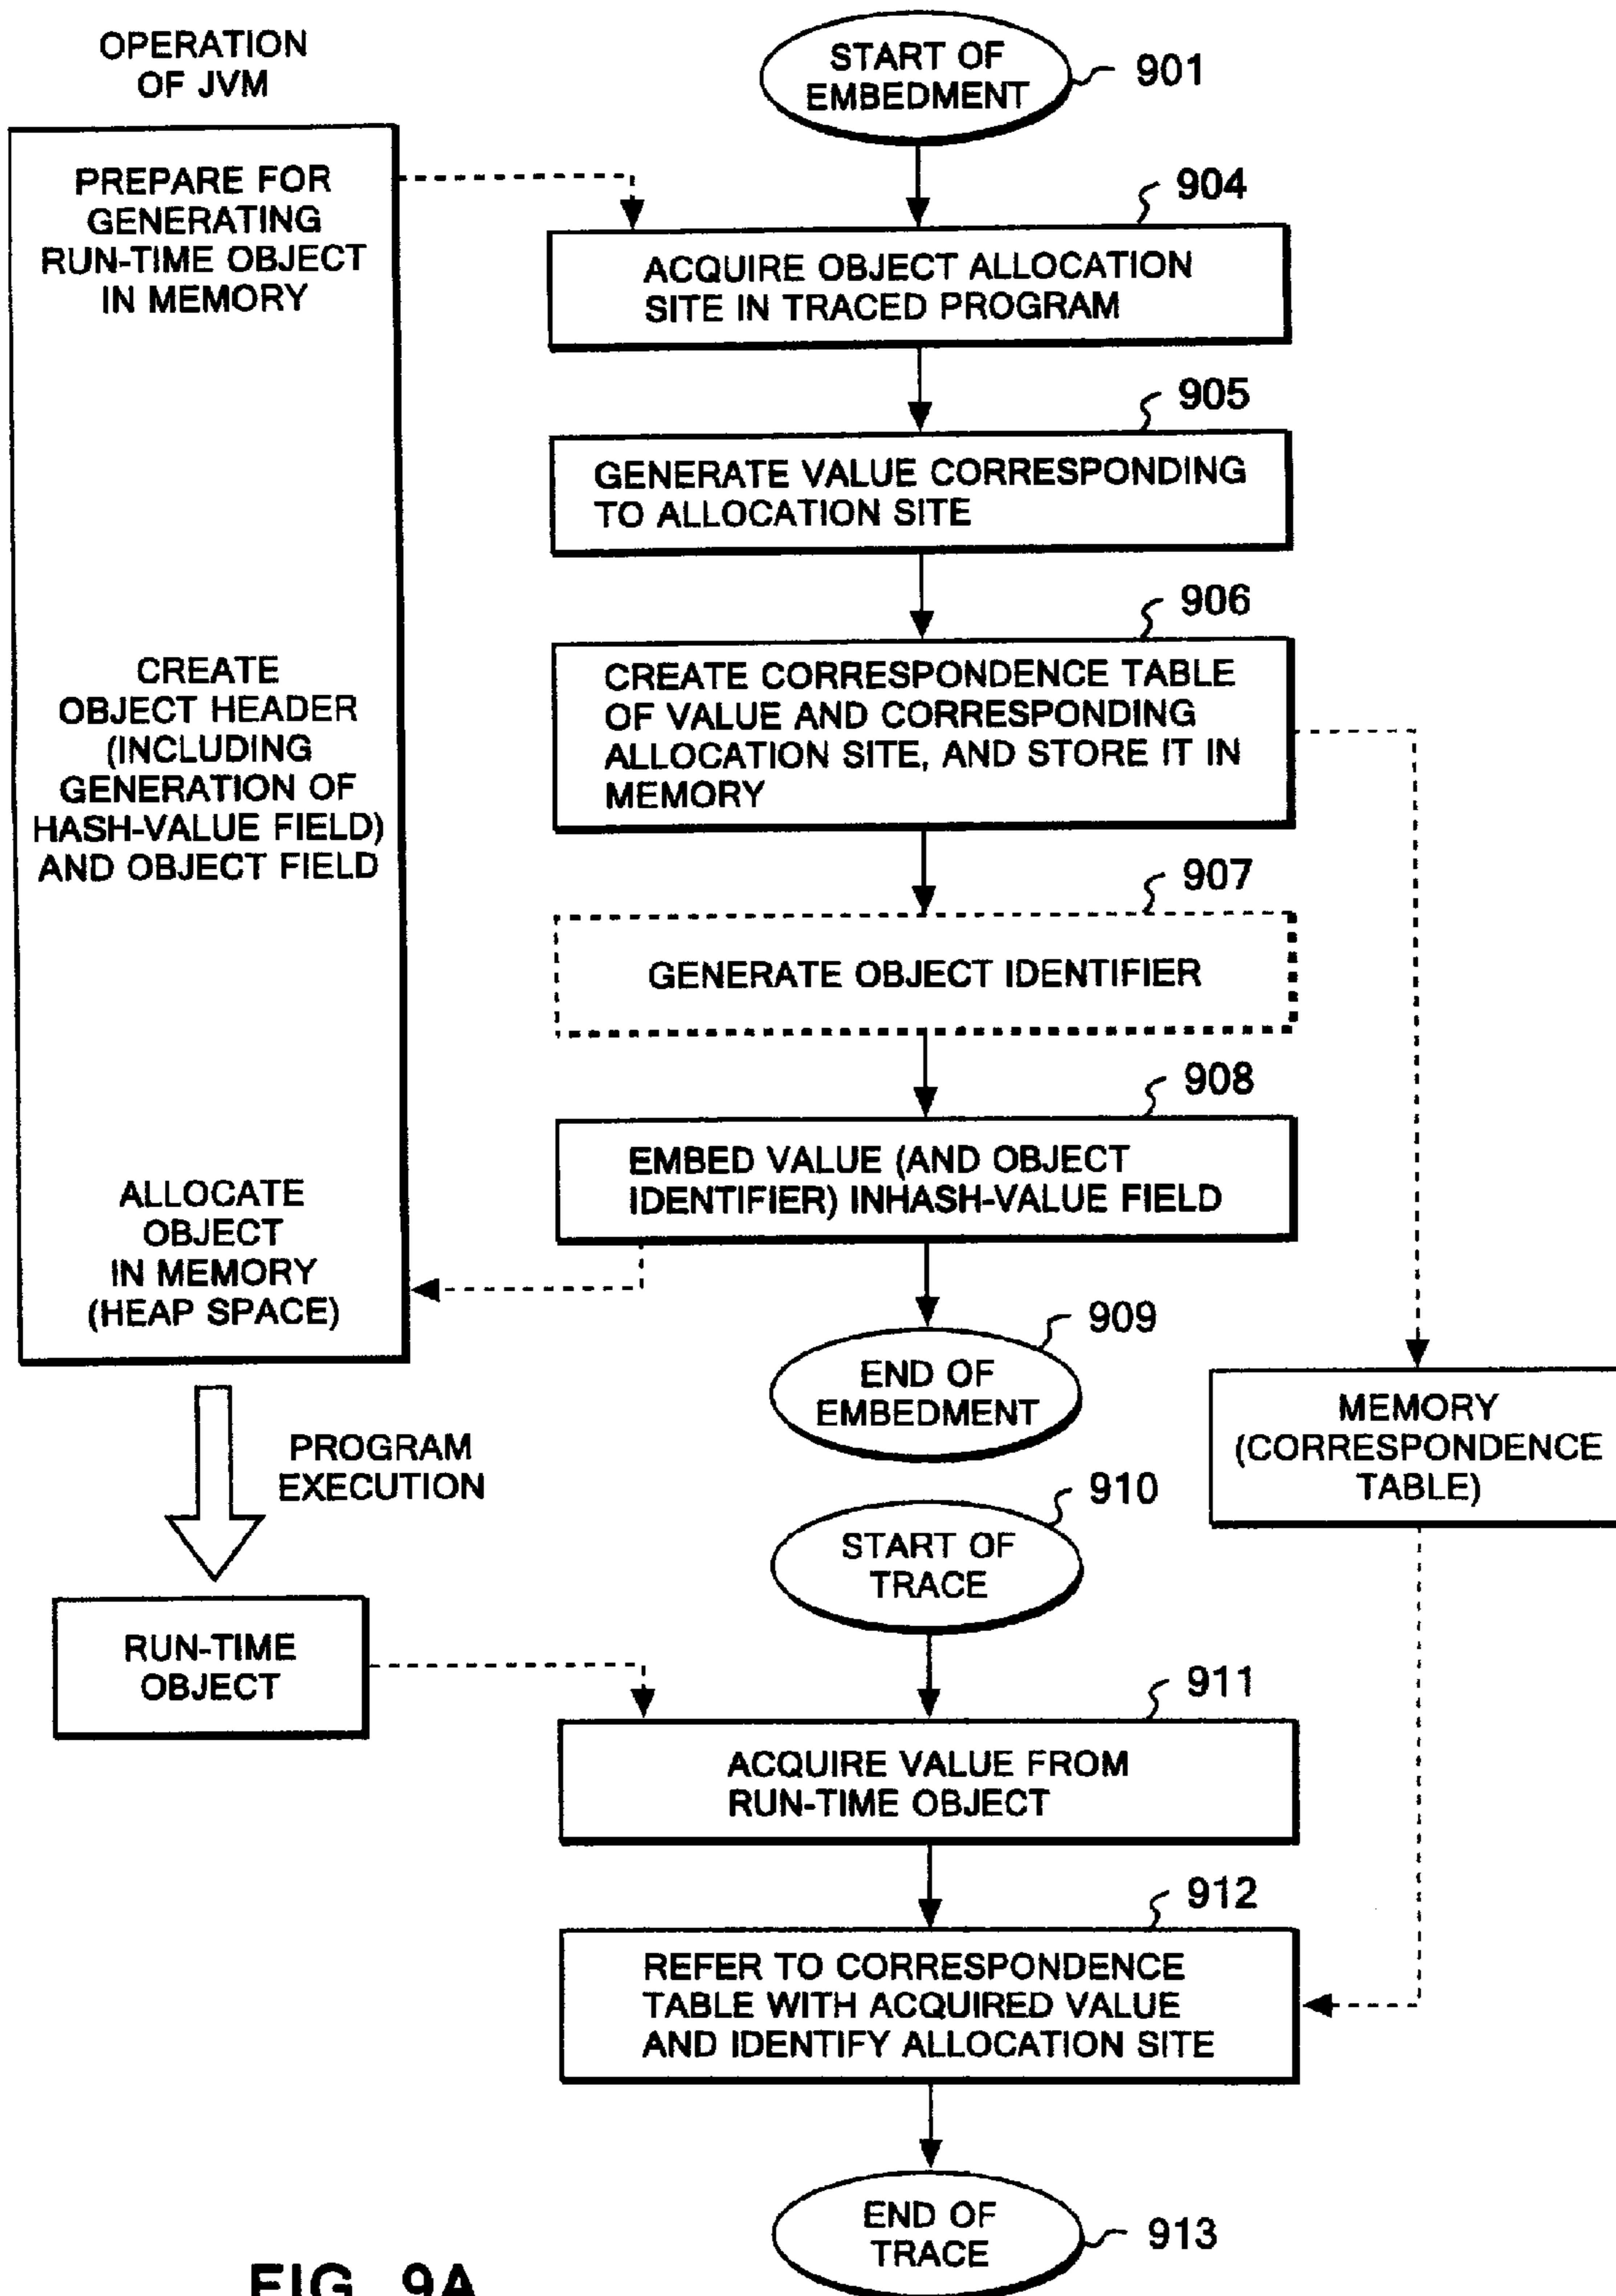 OPERATION
OF JVM
PREPARE FOR
GENERATING
RUN-TIME OBJECT
IN MEMORY
CREATE
OBJECT HEADER
(INCLUDING
GENERATION OF
HASH-VALUE FIELD)
AND OBJECT FIELD
ALLOCATE
OBJECT
IN MEMORY
(HEAP SPACE)
PROGRAM
EXECUTION
RUN-TIME
OBJECT
START OF
EMBEDMENT
901
904
ACQUIRE OBJECT ALLOCATION
SITE IN TRACED PROGRAM
905
GENERATE VALUE CORRESPONDING
TO ALLOCATION SITE
906
CREATE CORRESPONDENCE TABLE
OF VALUE AND CORRESPONDING
ALLOCATION SITE, AND STORE IT IN
MEMORY
907
GENERATE OBJECT IDENTIFIER
908
EMBED VALUE (AND OBJECT
IDENTIFIER) INHASH-VALUE FIELD
909
END OF
EMBEDMENT
MEMORY
(CORRESPONDENCE
TABLE)
910
START OF
TRACE
911
ACQUIRE VALUE FROM
RUN-TIME OBJECT
912
REFER TO CORRESPONDENCE
TABLE WITH ACQUIRED VALUE
AND IDENTIFY ALLOCATION SITE
END OF
TRACE
913
FIG. 9A